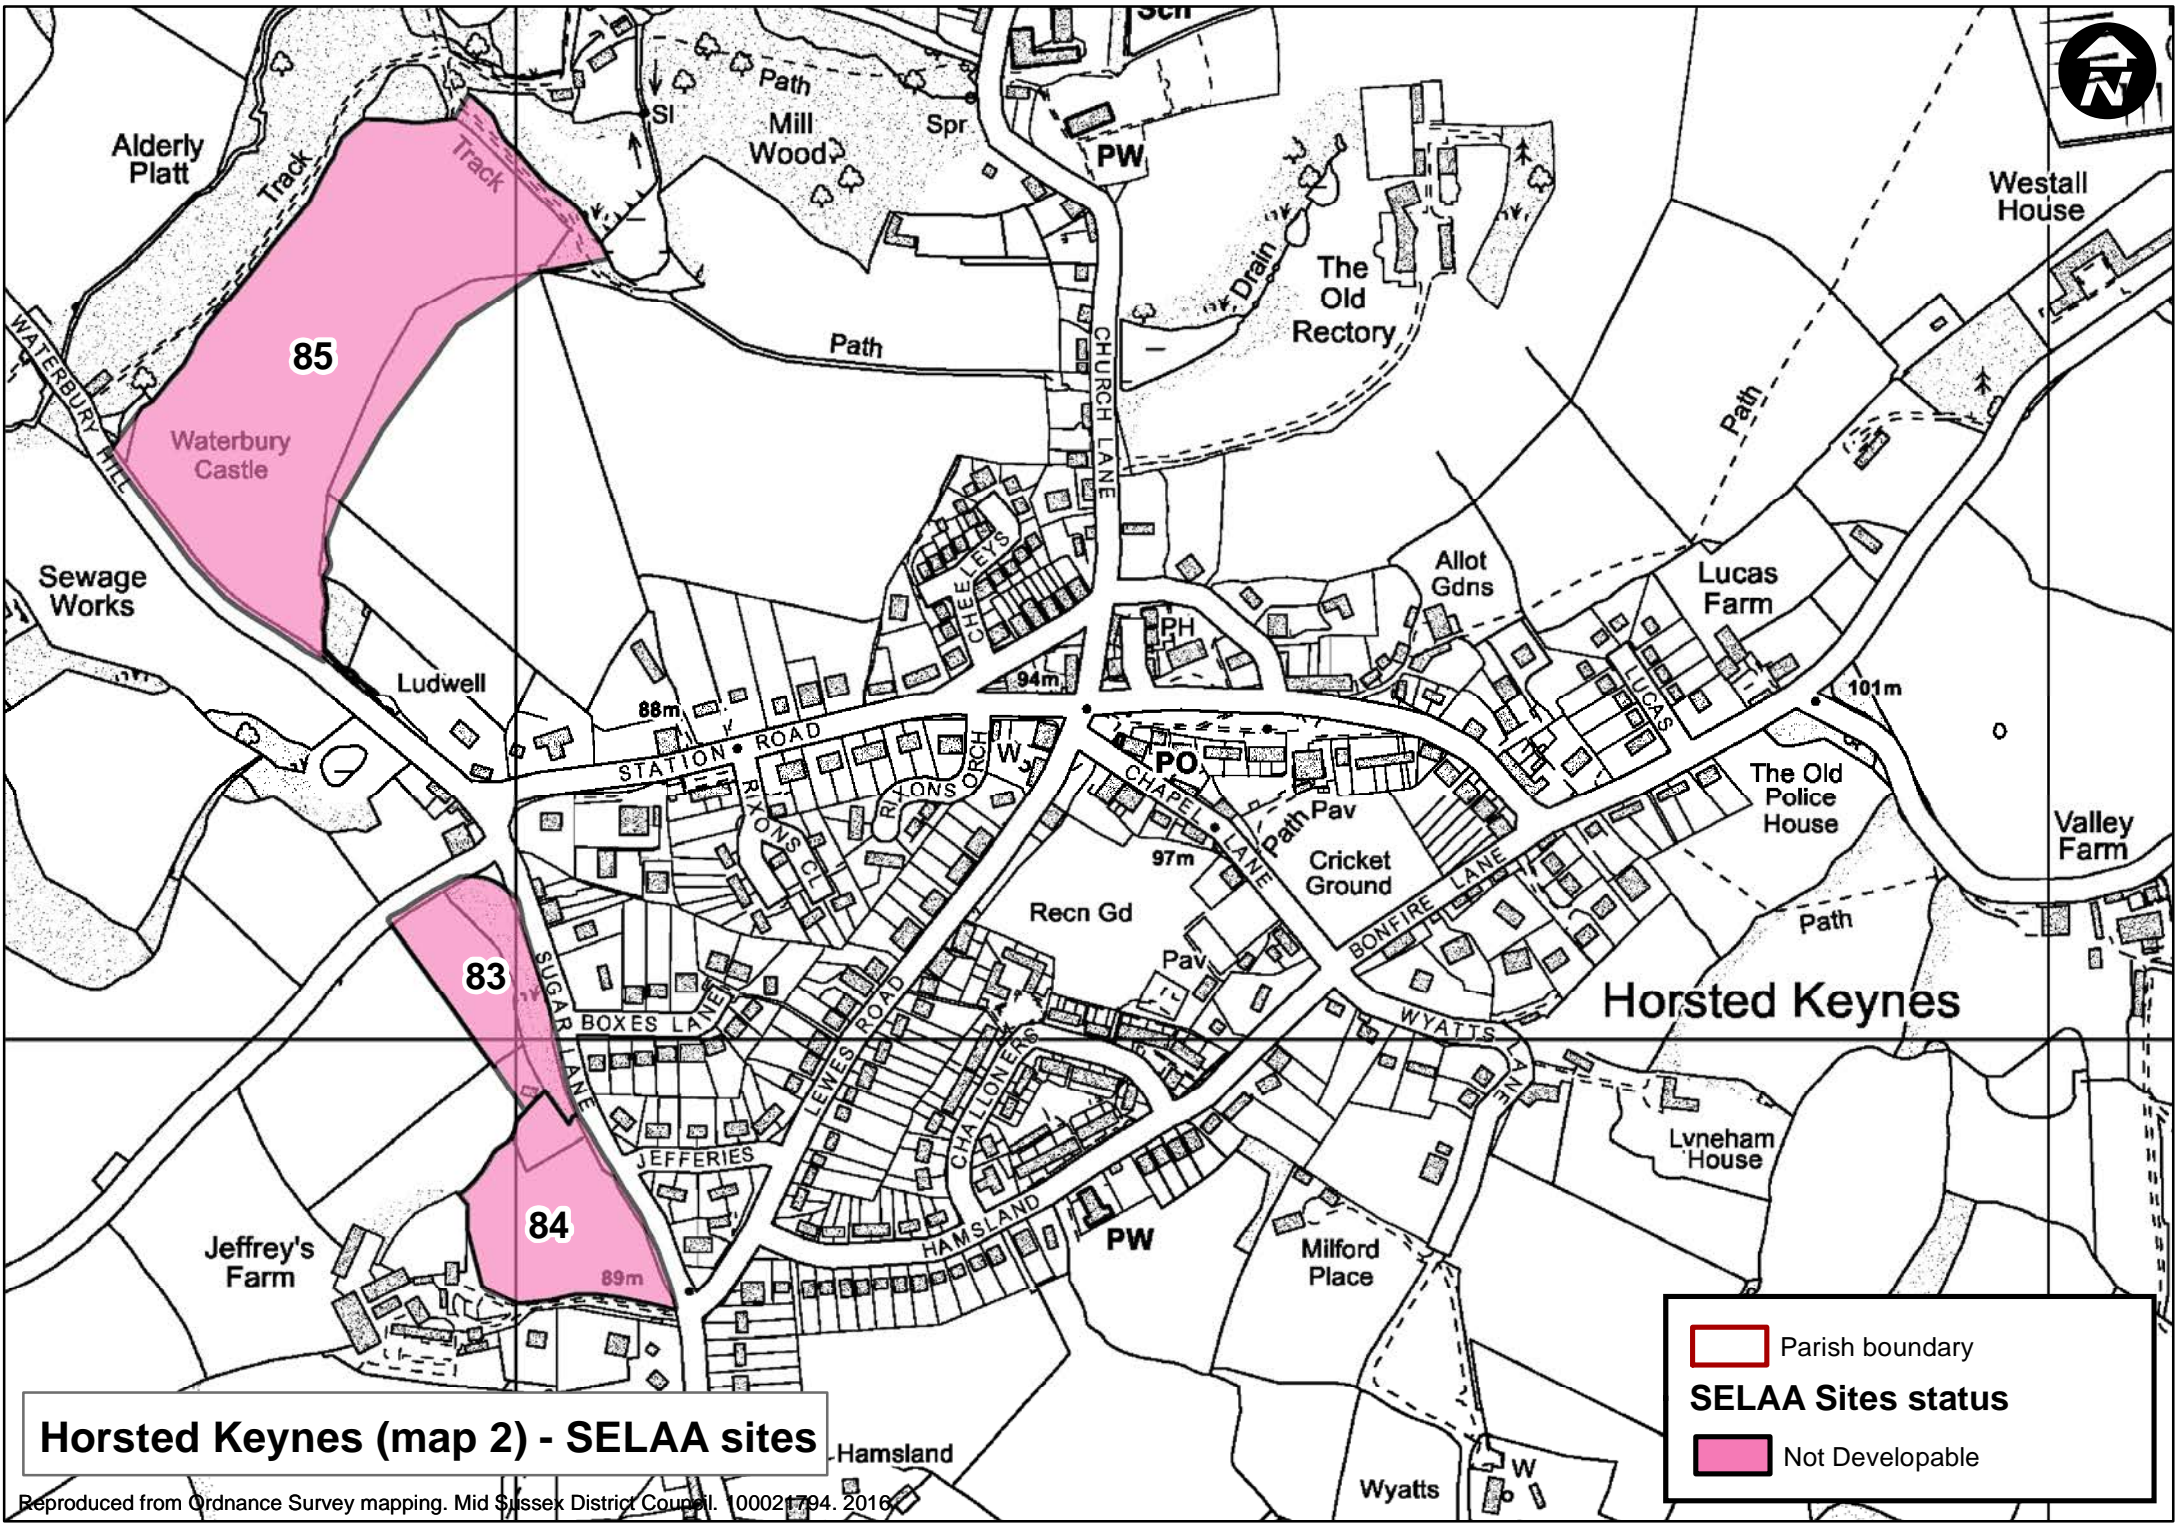 Sch
N
Path
Sl
Mill
Wood
Spr
PW
Alderly
Platt
Track
Track
Westall
House
Drain
The
Old
Rectory
WATERBURY HILL
85
Path
CHURCH LANE
Path
Waterbury
Castle
CHEELEYS
Allot
Gdns
Lucas
Farm
Sewage
Works
PH
Ludwell
94m
88m
LUCAS
101m
STATION ROAD
W
ORCH
RIXONS
PO
CHAPEL LANE
The Old
Police
House
RIXONS CL
Path
Pav
Valley
Farm
97m
Cricket
Ground
BONFIRE LANE
Recn Gd
Path
83
SUGAR LANE
Pav
Horsted Keynes
BOXES LANE
LEWES ROAD
WYATTS LANE
CHALLONERS
JEFFERIES
Lyneham
House
84
HAMSLAND
PW
Jeffrey's
Farm
89m
Milford
Place
Parish boundary
SELAA Sites status
Not Developable
Horsted Keynes (map 2) - SELAA sites
Hamsland
Wyatts
W
Reproduced from Ordnance Survey mapping. Mid Sussex District Council. 100021794. 2016